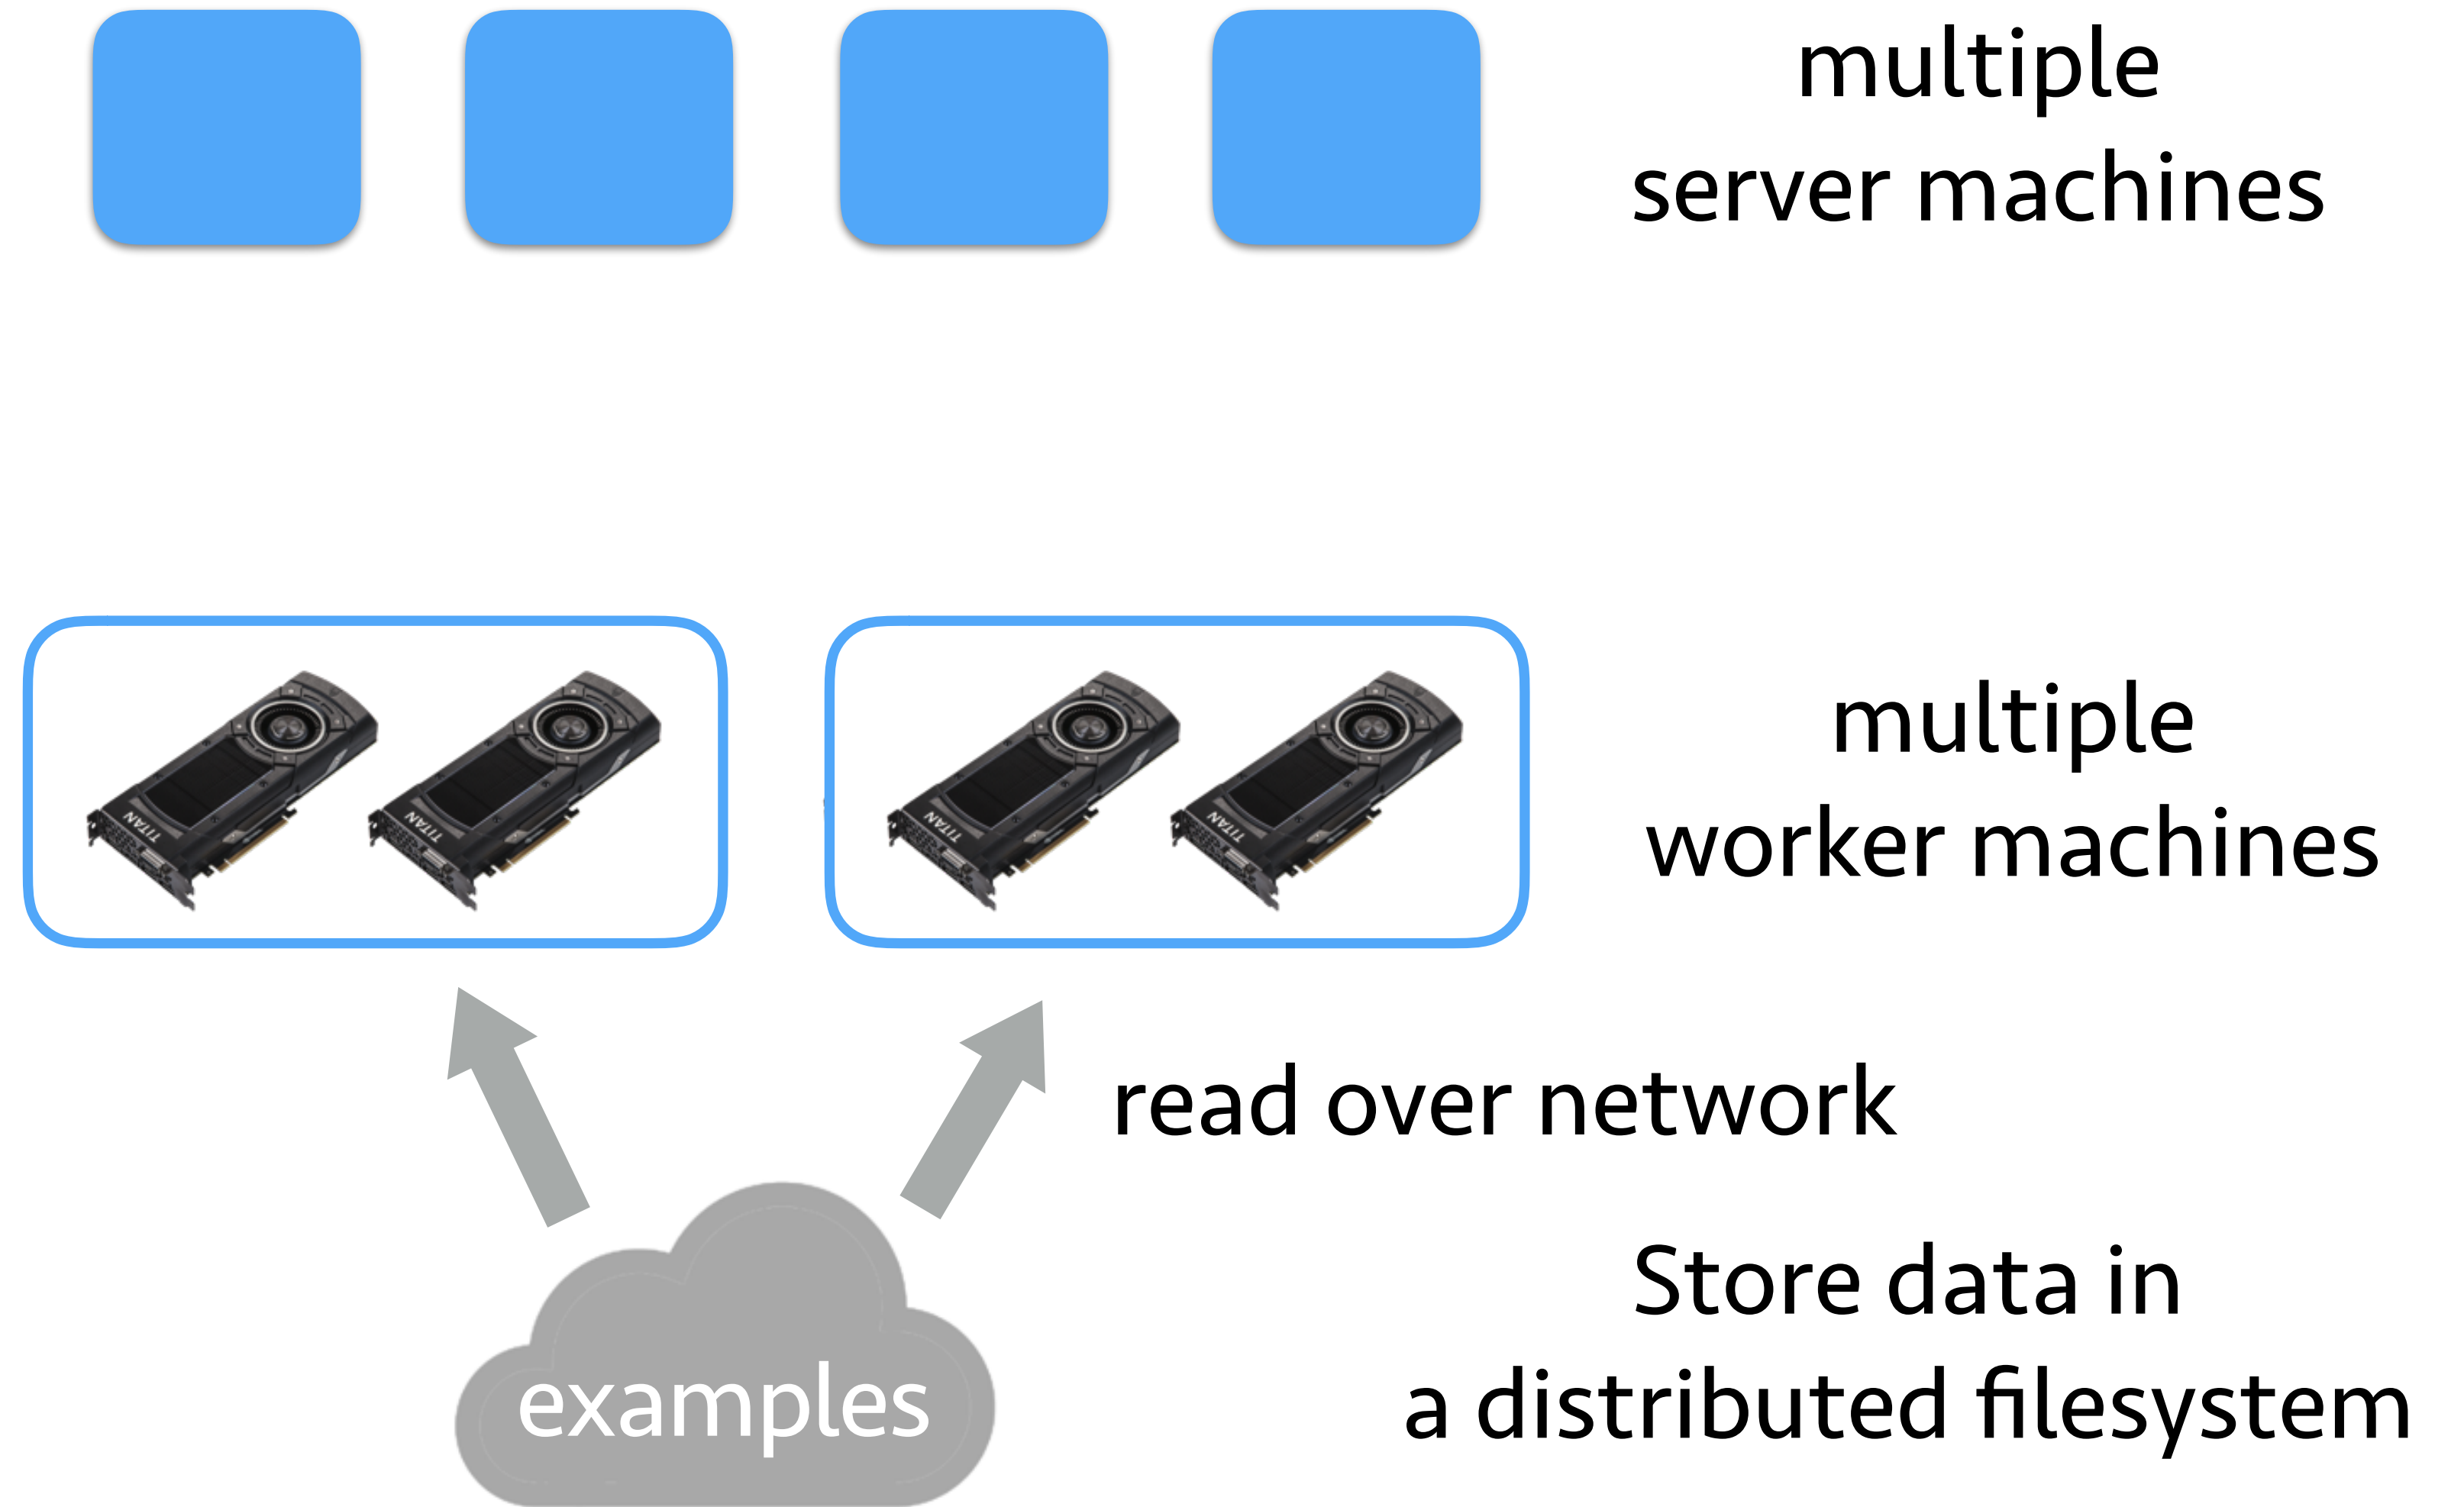 multiple
server machines
TITAN
TITAN
TITAN
TITAN
multiple
worker machines
read over network
Store data in
a distributed filesystem
examples